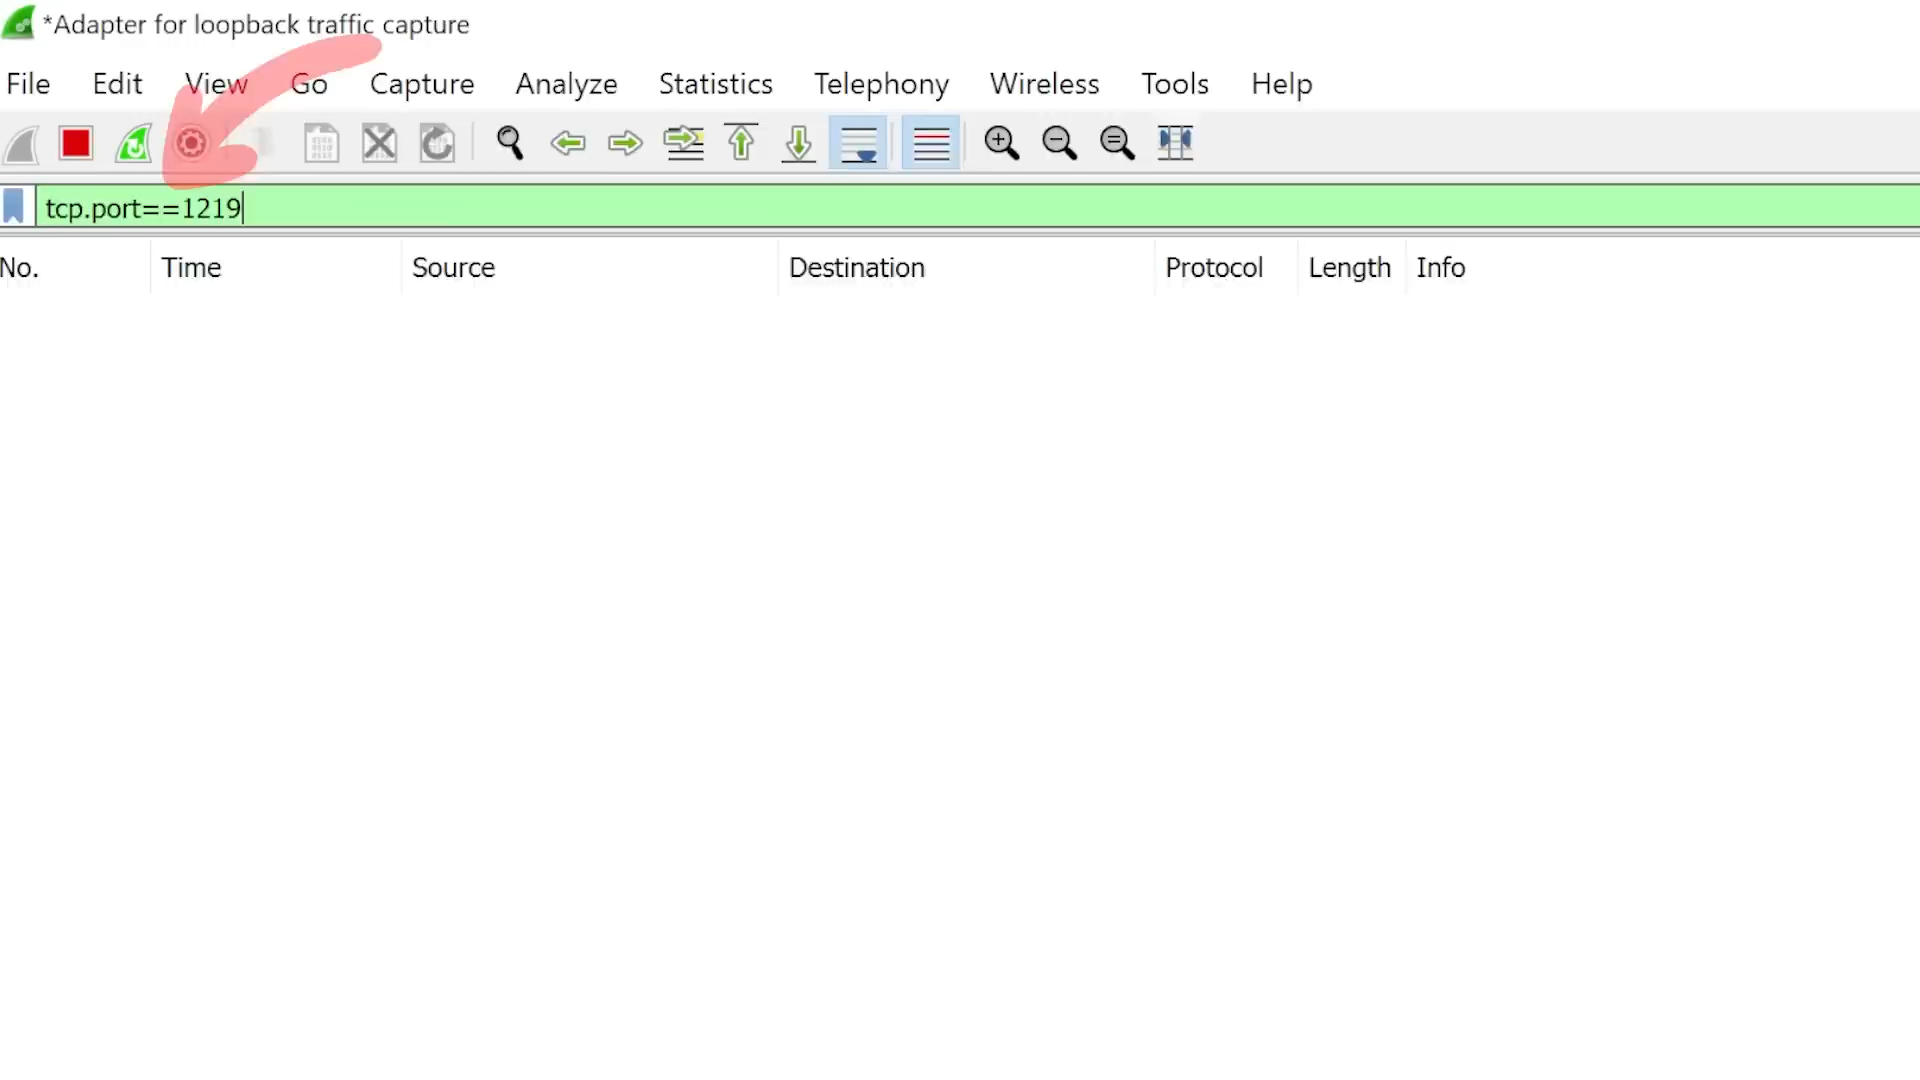 *Adapter for loopback traffic capture
File Edit View Go Capture Analyze Statistics Telephony Wireless Tools Help
tcp.port==1219
No. Time Source Destination Protocol Length Info